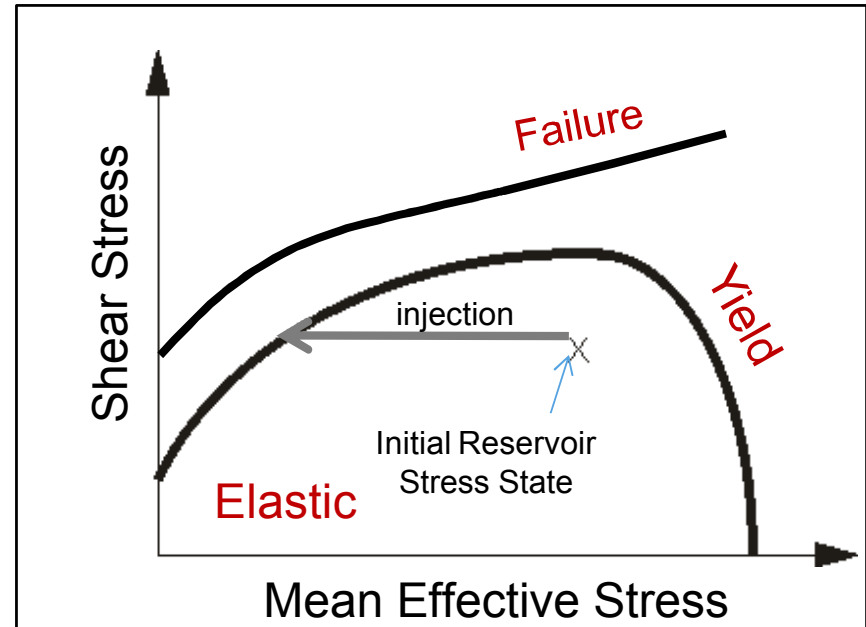 Failure
Shear Stress
Yield
injection
X
Initial Reservoir
Stress State
Elastic
Mean Effective Stress